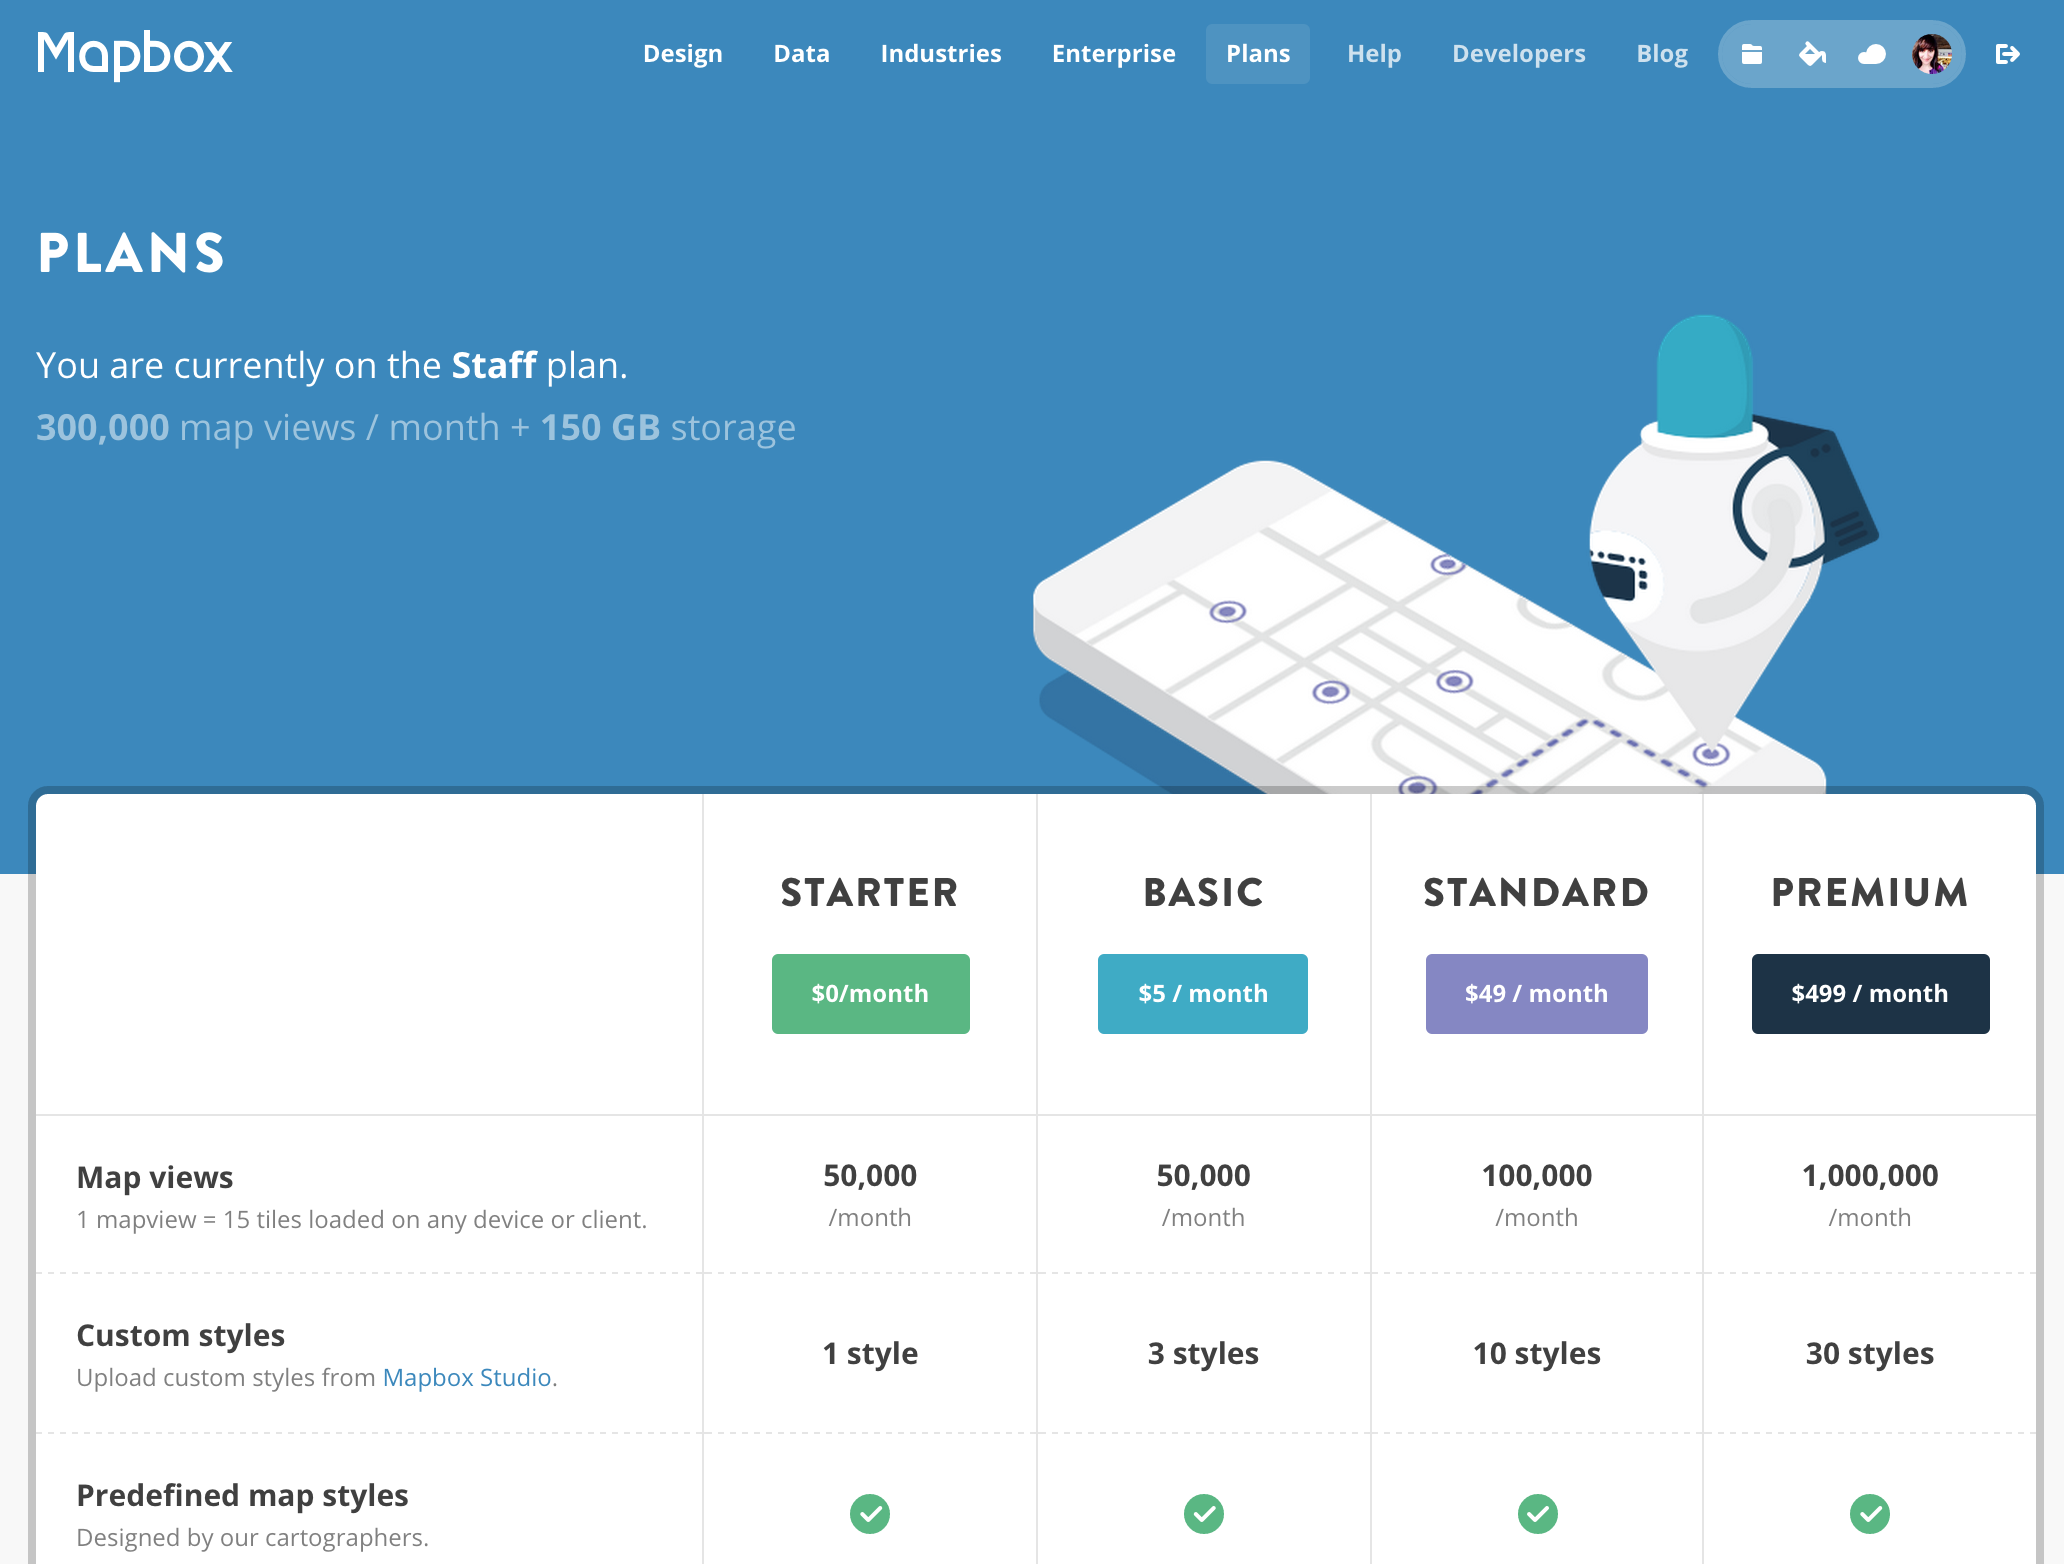 Mapbox
Design Data Industries Enterprise Plans Help Developers Blog
PLANS
You are currently on the Staff plan.
300,000 map views / month + 150 GB storage
STARTER BASIC STANDARD PREMIUM
$0/month $5 / month $49 / month $499 / month
Map views
1 mapview = 15 tiles loaded on any device or client.
50,000 50,000 100,000 1,000,000
/month /month /month /month
Custom styles
Upload custom styles from Mapbox Studio.
1 style 3 styles 10 styles 30 styles
Predefined map styles
Designed by our cartographers.